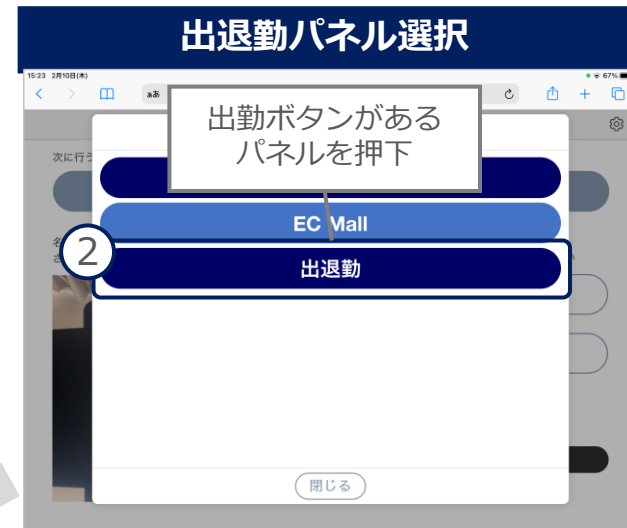 出退勤パネル選択
15:23 2月10日(木)
67%
ぁあ
出勤ボタンがある
パネルを押下
次に行う
EC Mall
2
出退勤
閉じる